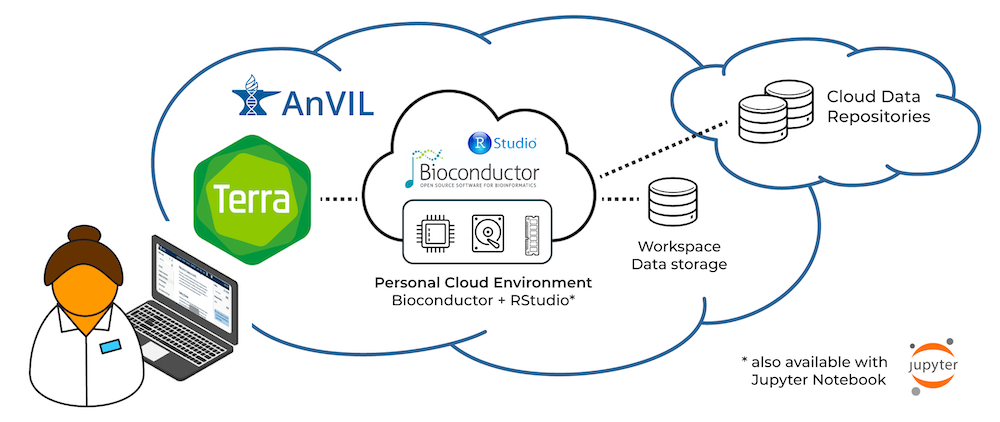 AnVIL
Terra
R Studio
Bioconductor
OPEN SOURCE SOFTWARE FOR BIOINFORMATICS
Personal Cloud Environment
Bioconductor + RStudio*
Cloud Data
Repositories
Workspace
Data storage
* also available with
Jupyter Notebook
jupyter